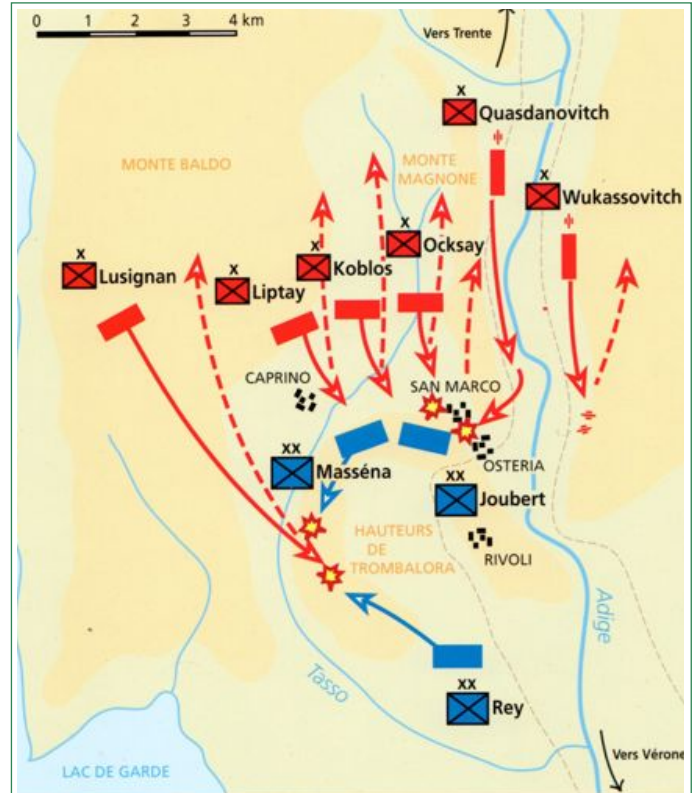 0 1 2 3 4 km
Vers Trente
X
Quasdanovitch
MONTE BALDO
MONTE
MAGNONE
X
Wukassovitch
X
Ocksay
X
Koblos
X
Lusignan
X
Liptay
CAPRINO
SAN MARCO
XX
Masséna
OSTERIA
XX
Joubert
HAUTEURS
DE
TROMBALORA
RIVOLI
Adige
Tasso
XX
Rey
Vers Vérone
LAC DE GARDE